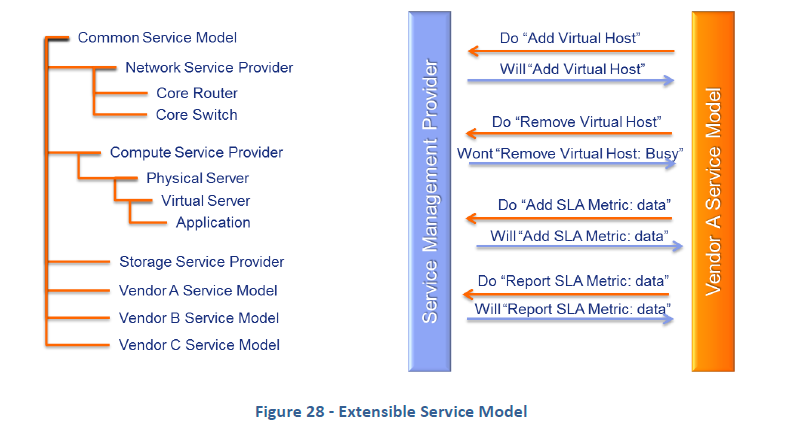 Common Service Model
Network Service Provider
Core Router
Core Switch
Compute Service Provider
Physical Server
Virtual Server
Application
Storage Service Provider
Vendor A Service Model
Vendor B Service Model
Vendor C Service Model
Service Management Provider
Do “Add Virtual Host”
Will “Add Virtual Host”
Do “Remove Virtual Host”
Wont “Remove Virtual Host: Busy”
Do “Add SLA Metric: data”
Will “Add SLA Metric: data”
Do “Report SLA Metric: data”
Will “Report SLA Metric: data”
Vendor A Service Model
Figure 28 - Extensible Service Model